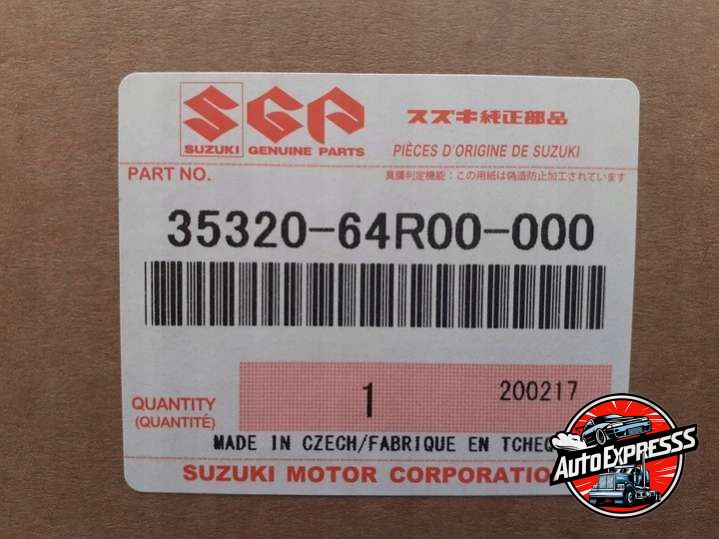 SGP
スズキ純正部品
SUZUKI GENUINE PARTS
PIÈCES D'ORIGINE DE SUZUKI
PART NO.
真贋判定機能：この用紙は偽造防止加工されています
35320-64R00-000
1
200217
QUANTITY
(QUANTITÉ)
MADE IN CZECH/FABRIQUE EN TCHEC
SUZUKI MOTOR CORPORATION
AUTOEXPRESSS